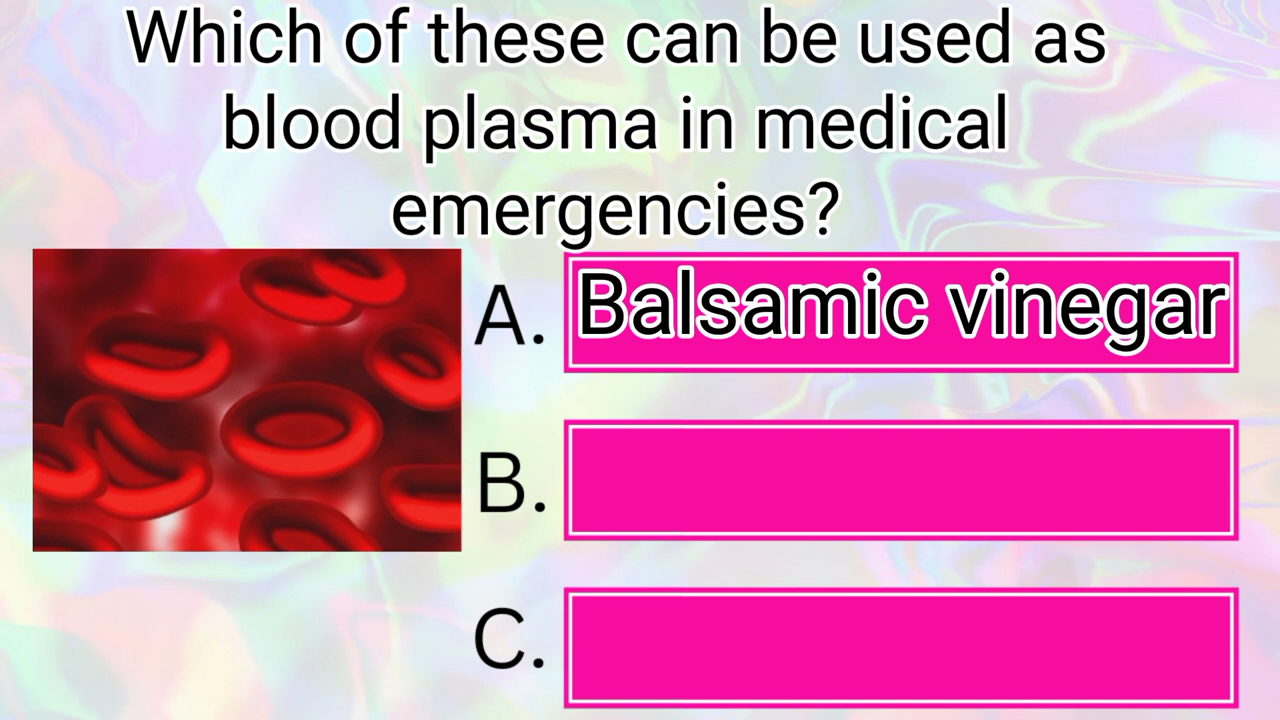 Which of these can be used as
blood plasma in medical
emergencies?
A. Balsamic vinegar
B.
C.